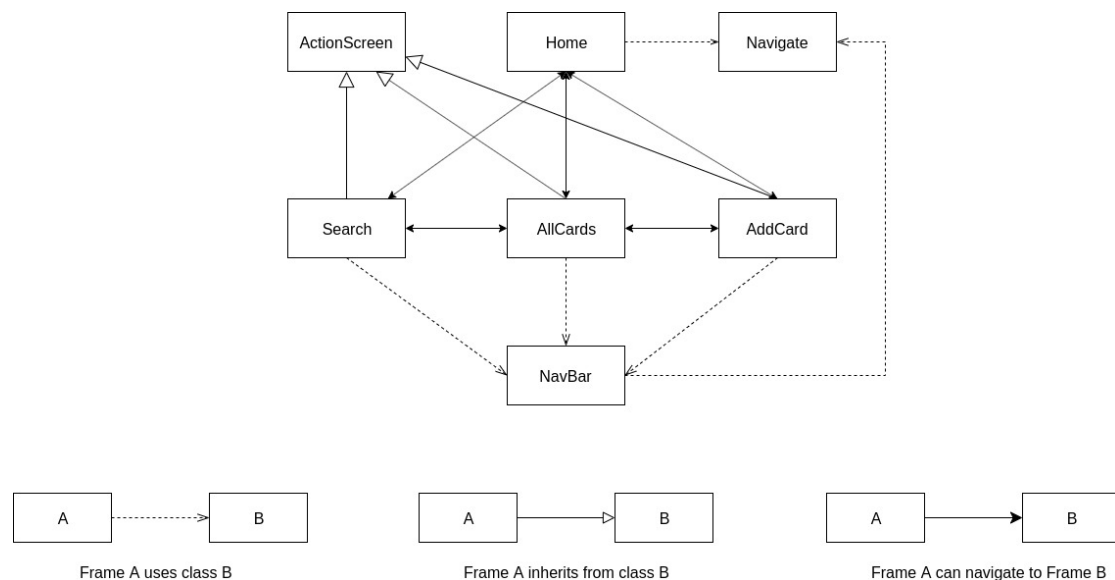 ActionScreen
Home
Navigate
Search
AllCards
AddCard
NavBar
A
B
A
B
A
B
Frame A uses class B
Frame A inherits from class B
Frame A can navigate to Frame B